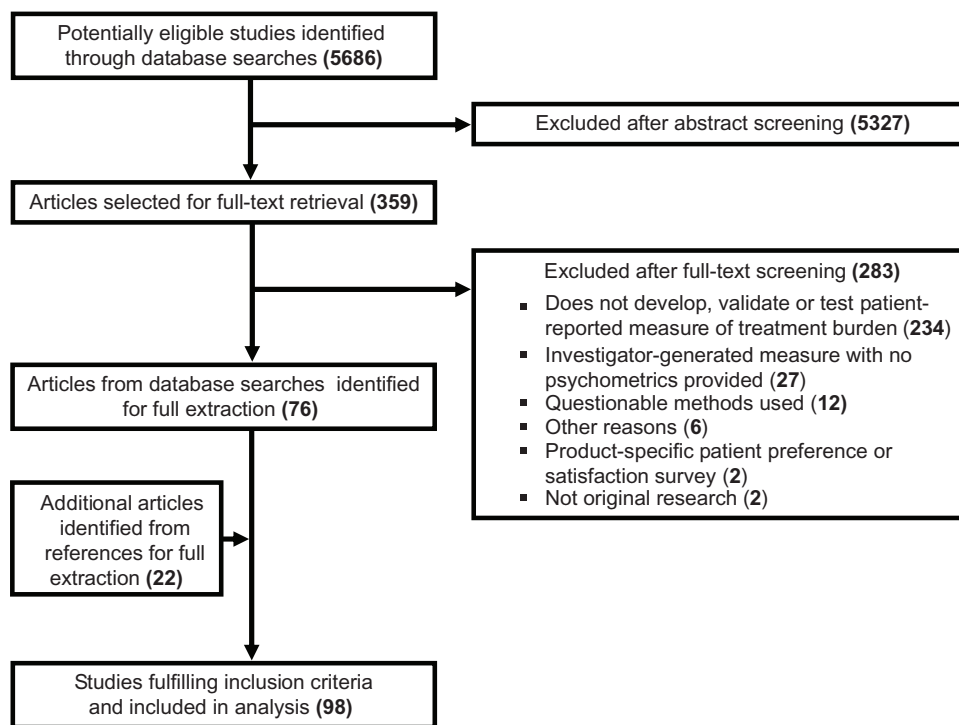 Potentially eligible studies identified
through database searches (5686)
Excluded after abstract screening (5327)
Articles selected for full-text retrieval (359)
Excluded after full-text screening (283)
▪ Does not develop, validate or test patient-
reported measure of treatment burden (234)
▪ Investigator-generated measure with no
psychometrics provided (27)
▪ Questionable methods used (12)
▪ Other reasons (6)
▪ Product-specific patient preference or
satisfaction survey (2)
▪ Not original research (2)
Articles from database searches identified
for full extraction (76)
Additional articles
identified from
references for full
extraction (22)
Studies fulfilling inclusion criteria
and included in analysis (98)